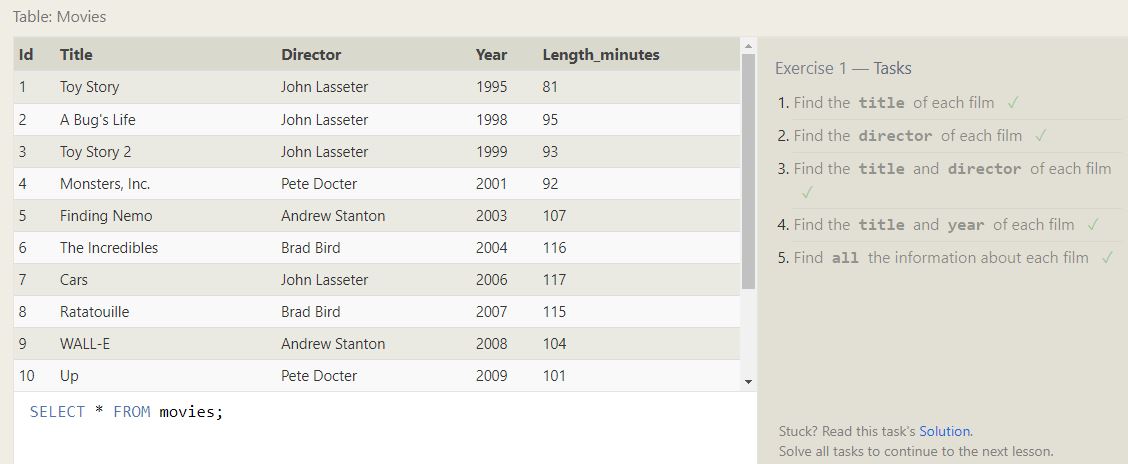 Table: Movies
Id Title Director Year Length_minutes
1 Toy Story John Lasseter 1995 81
2 A Bug's Life John Lasseter 1998 95
3 Toy Story 2 John Lasseter 1999 93
4 Monsters, Inc. Pete Docter 2001 92
5 Finding Nemo Andrew Stanton 2003 107
6 The Incredibles Brad Bird 2004 116
7 Cars John Lasseter 2006 117
8 Ratatouille Brad Bird 2007 115
9 WALL-E Andrew Stanton 2008 104
10 Up Pete Docter 2009 101
SELECT * FROM movies;
Exercise 1 — Tasks
1. Find the title of each film ✓
2. Find the director of each film ✓
3. Find the title and director of each film
✓
4. Find the title and year of each film ✓
5. Find all the information about each film ✓
Stuck? Read this task's Solution.
Solve all tasks to continue to the next lesson.